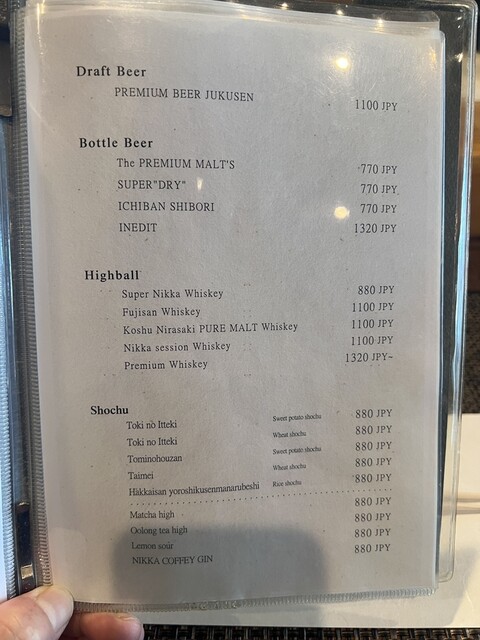 Draft Beer
PREMIUM BEER JUKUSEN 1100 JPY
Bottle Beer
The PREMIUM MALT'S 770 JPY
SUPER"DRY" 770 JPY
ICHIBAN SHIBORI 770 JPY
INEDIT 1320 JPY
Highball
Super Nikka Whiskey 880 JPY
Fujisan Whiskey 1100 JPY
Koshu Nirasaki PURE MALT Whiskey 1100 JPY
Nikka session Whiskey 1100 JPY
Premium Whiskey 1320 JPY~
Shochu
Toki no Itteki Sweet potato shochu 880 JPY
Toki no Itteki Wheat shochu 880 JPY
Tominohouzan Sweet potato shochu 880 JPY
Taimei Wheat shochu 880 JPY
Hakkaisan yoroshikusenmanarubeshi Rice shochu 880 JPY
Matcha high 880 JPY
Oolong tea high 880 JPY
Lemon sour 880 JPY
NIKKA COFFEY GIN 880 JPY